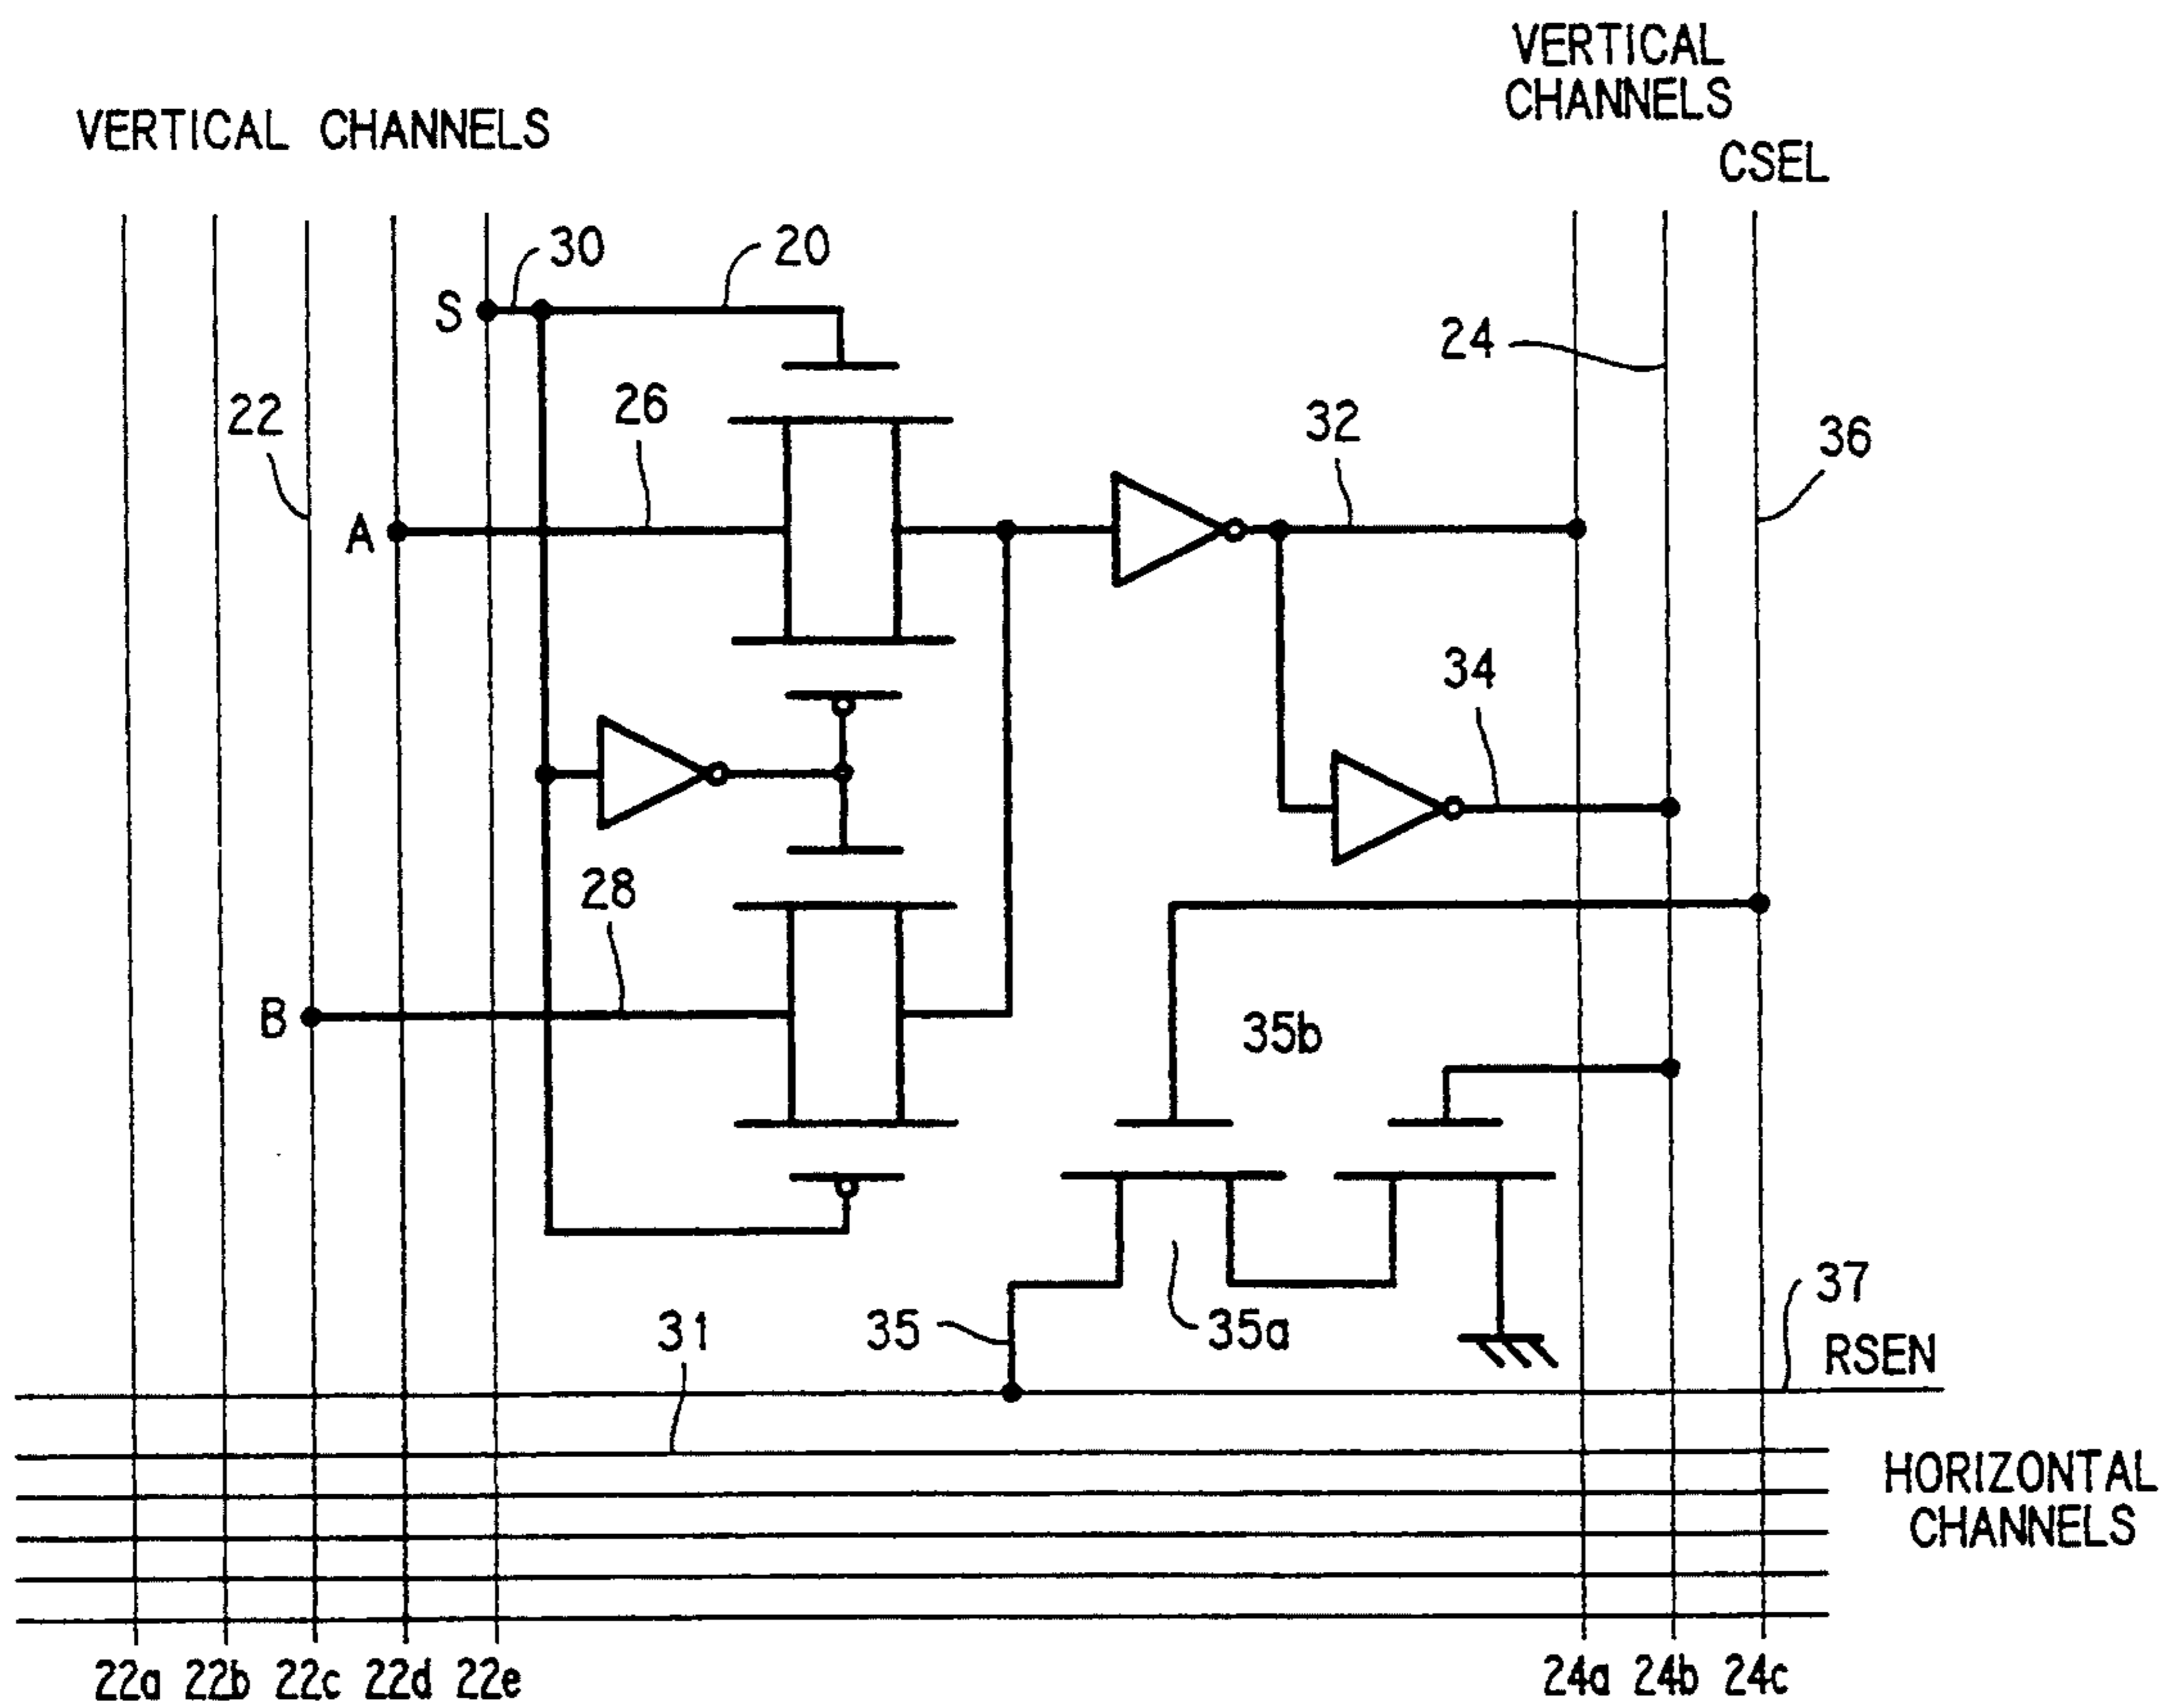 VERTICAL
CHANNELS
VERTICAL CHANNELS
CSEL
30
20
S
24
22
26
32
36
A
34
28
B
35b
37
31
35
35a
RSEN
HORIZONTAL
CHANNELS
22a 22b 22c 22d 22e 24a 24b 24c